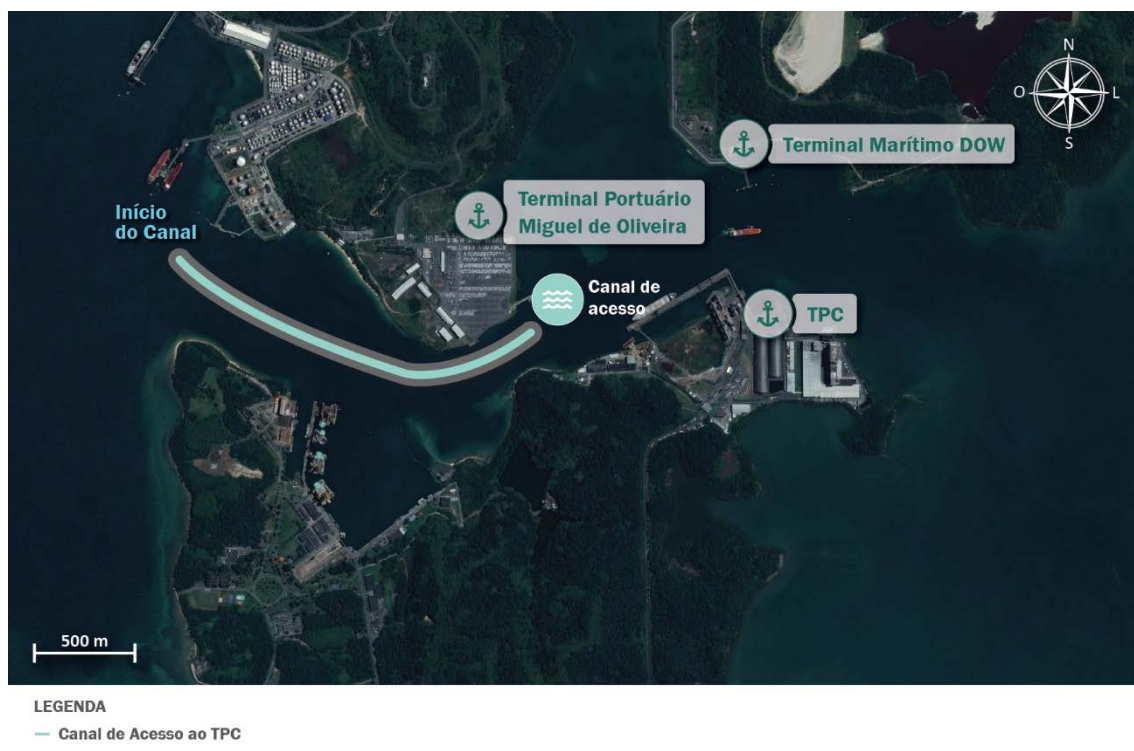 N
O
L
S
Terminal Marítimo DOW
Terminal Portuário
Miguel de Oliveira
Início
do Canal
Canal de
acesso
TPC
500 m
LEGENDA
Canal de Acesso ao TPC